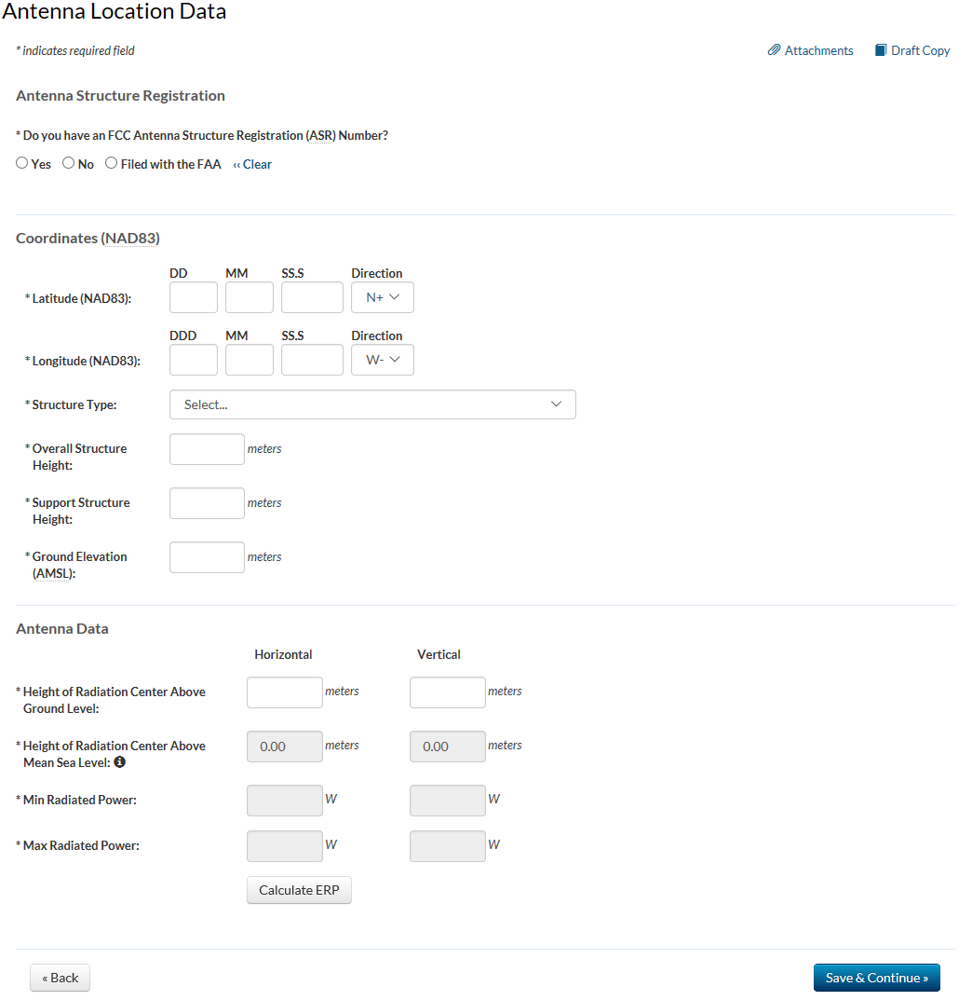 Antenna Location Data
* indicates required field
Attachments
Draft Copy
Antenna Structure Registration
* Do you have an FCC Antenna Structure Registration (ASR) Number?
Yes No Filed with the FAA ‹‹ Clear
Coordinates (NAD83)
DD MM SS.S Direction
* Latitude (NAD83): N+
DDD MM SS.S Direction
* Longitude (NAD83): W-
* Structure Type: Select...
* Overall Structure meters
Height:
* Support Structure meters
Height:
* Ground Elevation meters
(AMSL):
Antenna Data
Horizontal Vertical
* Height of Radiation Center Above meters meters
Ground Level:
* Height of Radiation Center Above 0.00 meters 0.00 meters
Mean Sea Level:
* Min Radiated Power: W W
* Max Radiated Power: W W
Calculate ERP
« Back
Save & Continue »